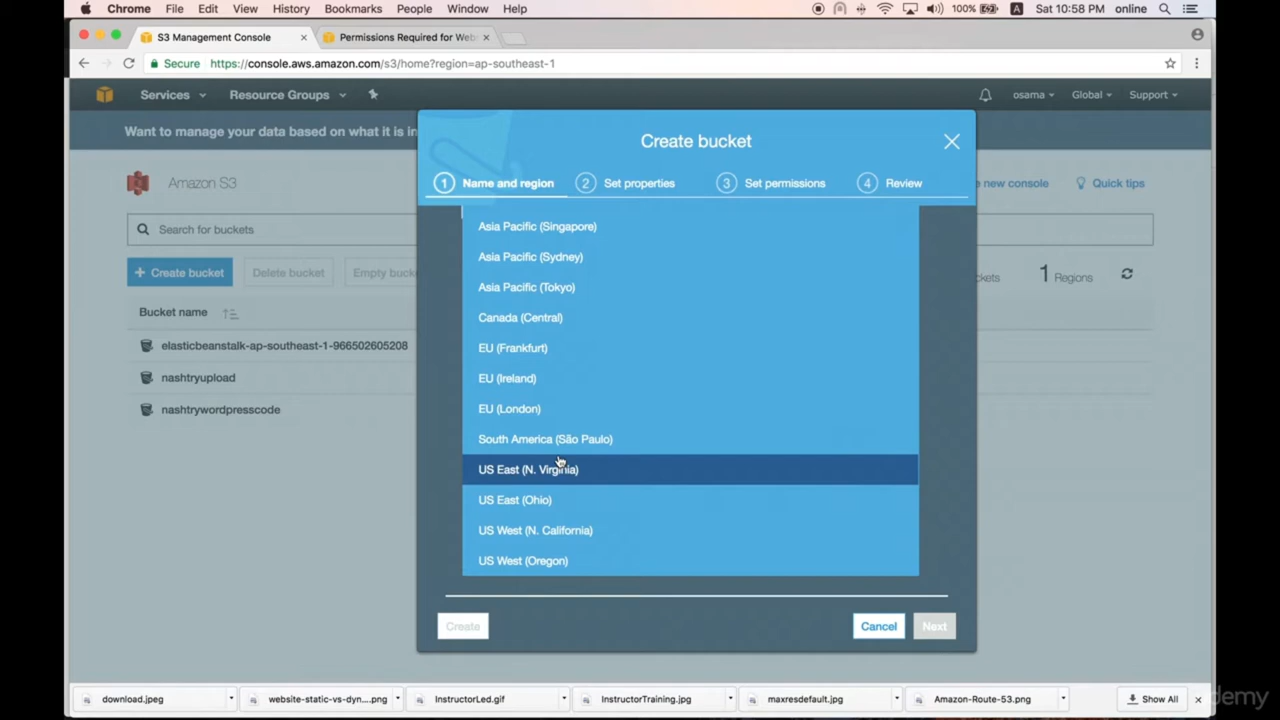 Chrome File Edit View History Bookmarks People Window Help 100% A Sat 10:58 PM online
S3 Management Console × Permissions Required for Webs ×
Secure https://console.aws.amazon.com/s3/home?region=ap-southeast-1
Services Resource Groups osama Global Support
Want to manage your data based on what it is in
Create bucket
Amazon S3
1 Name and region 2 Set properties 3 Set permissions 4 Review
new console Quick tips
Search for buckets
Asia Pacific (Singapore)
Asia Pacific (Sydney)
+ Create bucket Delete bucket Empty 1 Regions
Asia Pacific (Tokyo)
Bucket name
Canada (Central)
elasticbeanstalk-ap-southeast-1-966502605208
EU (Frankfurt)
nashtryupload
EU (Ireland)
nashtrywordpresscode
EU (London)
South America (São Paulo)
US East (N. Virginia)
US East (Ohio)
US West (N. California)
US West (Oregon)
Create Cancel Next
download.jpeg website-static-vs-dyn....png InstructorLed.gif InstructorTraining.jpg maxresdefault.jpg Amazon-Route-53.png Show All ×
demy